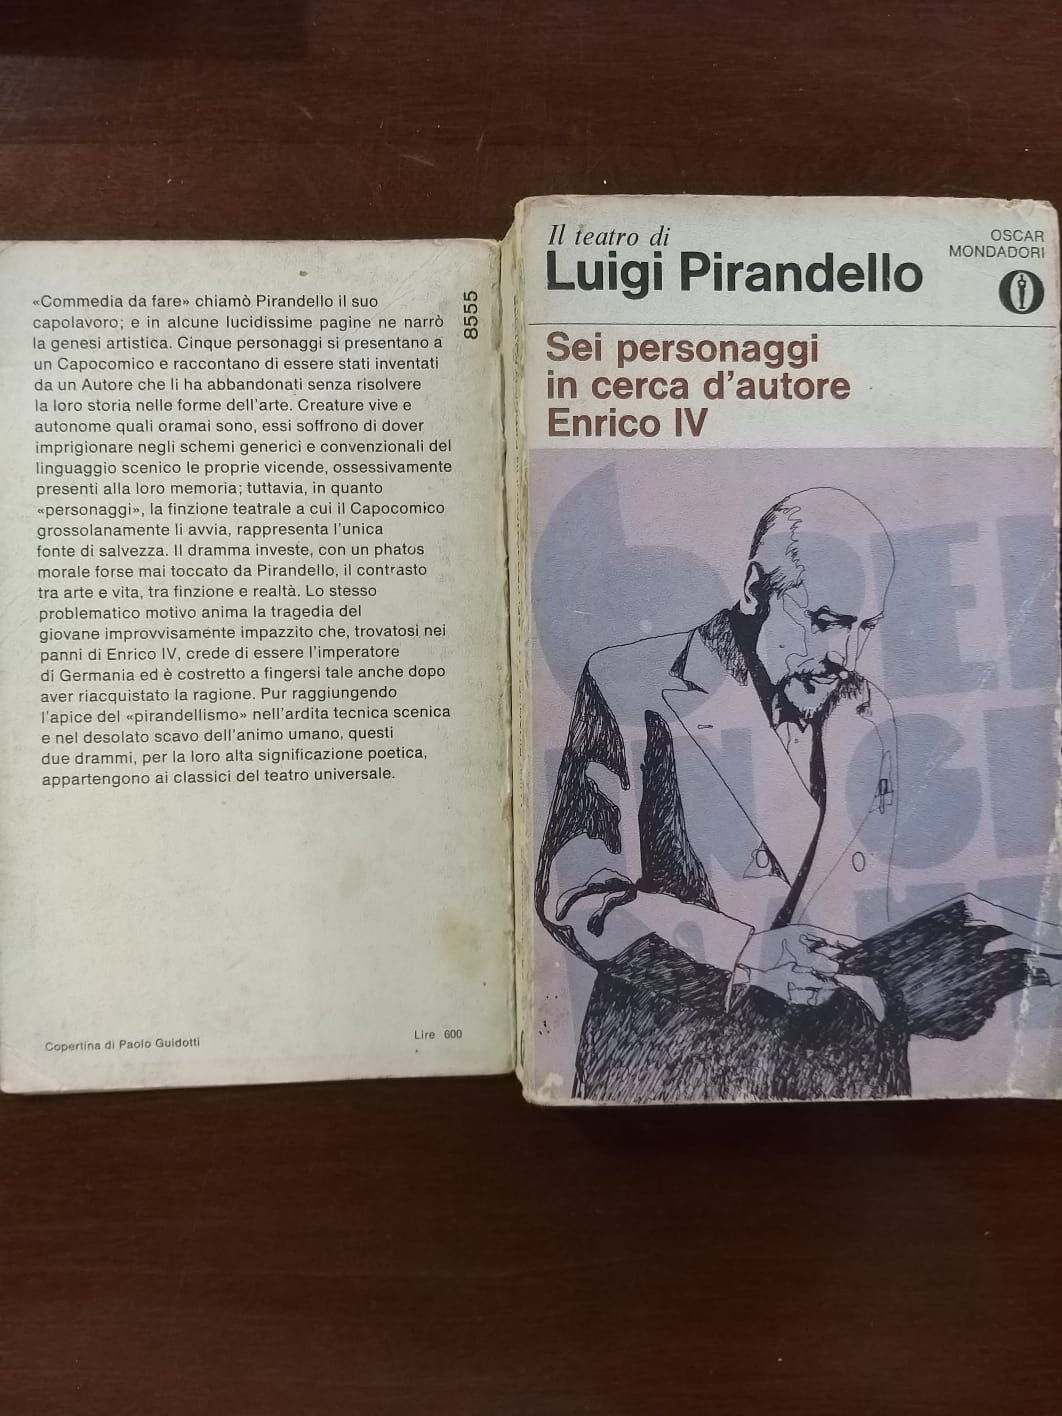 «Commedia da fare» chiamò Pirandello il suo
capolavoro; e in alcune lucidissime pagine ne narrò
la genesi artistica. Cinque personaggi si presentano a
un Capocomico e raccontano di essere stati inventati
da un Autore che li ha abbandonati senza risolvere
la loro storia nelle forme dell'arte. Creature vive e
autonome quali oramai sono, essi soffrono di dover
imprigionare negli schemi generici e convenzionali del
linguaggio scenico le proprie vicende, ossessivamente
presenti alla loro memoria; tuttavia, in quanto
«personaggi», la finzione teatrale a cui il Capocomico
grossolanamente li avvia, rappresenta l'unica
fonte di salvezza. Il dramma investe, con un phatos
morale forse mai toccato da Pirandello, il contrasto
tra arte e vita, tra finzione e realtà. Lo stesso
problematico motivo anima la tragedia del
giovane improvvisamente impazzito che, trovatosi nei
panni di Enrico IV, crede di essere l'imperatore
di Germania ed è costretto a fingersi tale anche dopo
aver riacquistato la ragione. Pur raggiungendo
l'apice del «pirandellismo» nell'ardita tecnica scenica
e nel desolato scavo dell'animo umano, questi
due drammi, per la loro alta significazione poetica,
appartengono ai classici del teatro universale.
8555
Copertina di Paolo Guidotti
Lire 600
Il teatro di
Luigi Pirandello
OSCAR
MONDADORI
Sei personaggi
in cerca d'autore
Enrico IV
6 PER
IN CE